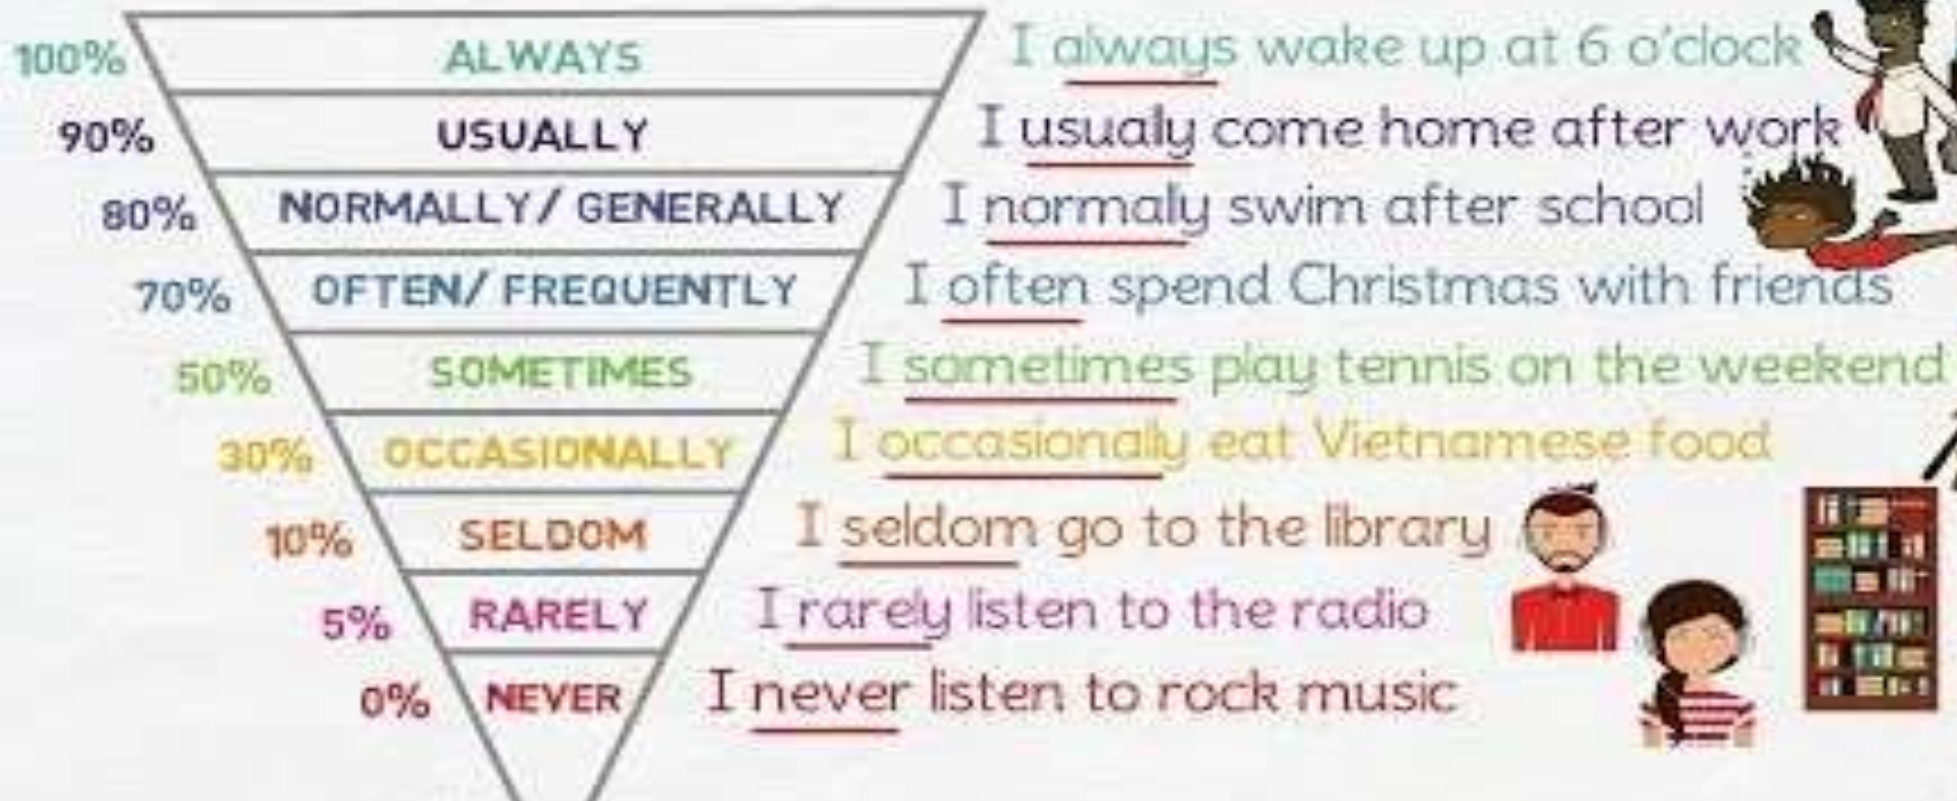 100% ALWAYS I always wake up at 6 o'clock
90% USUALLY I usualy come home after work
80% NORMALLY/ GENERALLY I normaly swim after school
70% OFTEN/ FREQUENTLY I often spend Christmas with friends
50% SOMETIMES I sometimes play tennis on the weekend
30% OCCASIONALLY I occasionally eat Vietnamese food
10% SELDOM I seldom go to the library
5% RARELY I rarely listen to the radio
0% NEVER I never listen to rock music